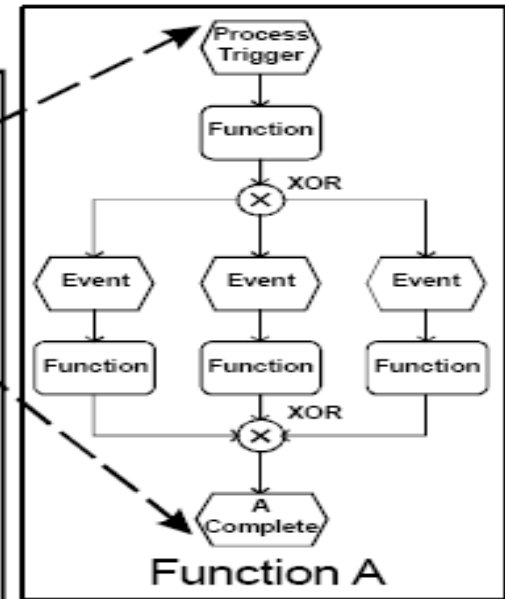 Process
Trigger
Function
XOR
Event Event Event
Function Function Function
XOR
A
Complete
Function A